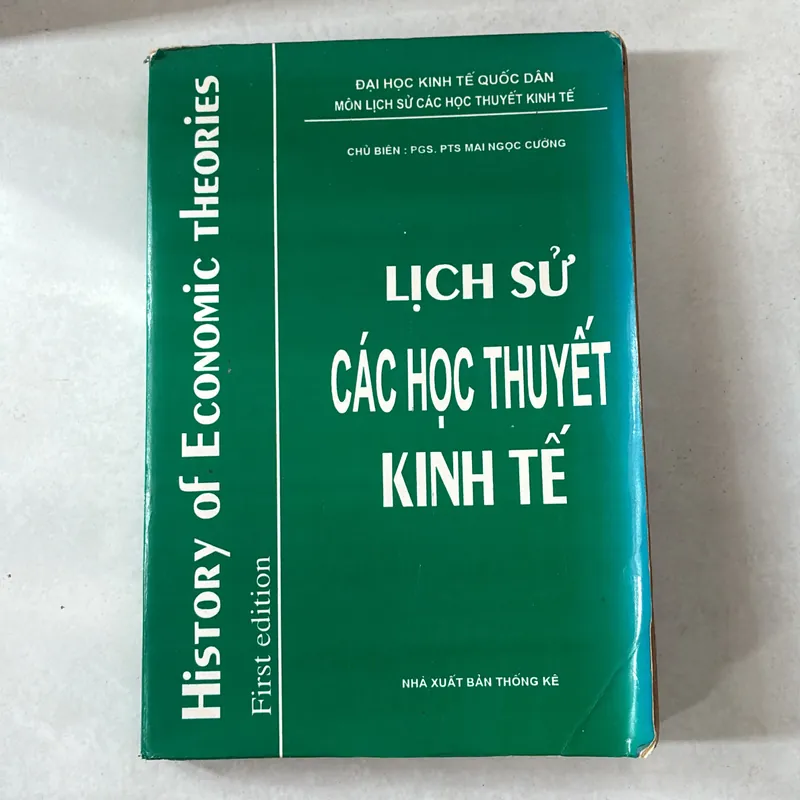 ĐẠI HỌC KINH TẾ QUỐC DÂN
MÔN LỊCH SỬ CÁC HỌC THUYẾT KINH TẾ
CHỦ BIÊN : PGS, PTS MAI NGỌC CƯỜNG
LỊCH SỬ
CÁC HỌC THUYẾT
KINH TẾ
NHÀ XUẤT BẢN THỐNG KÊ
History of Economic Theories
First edition